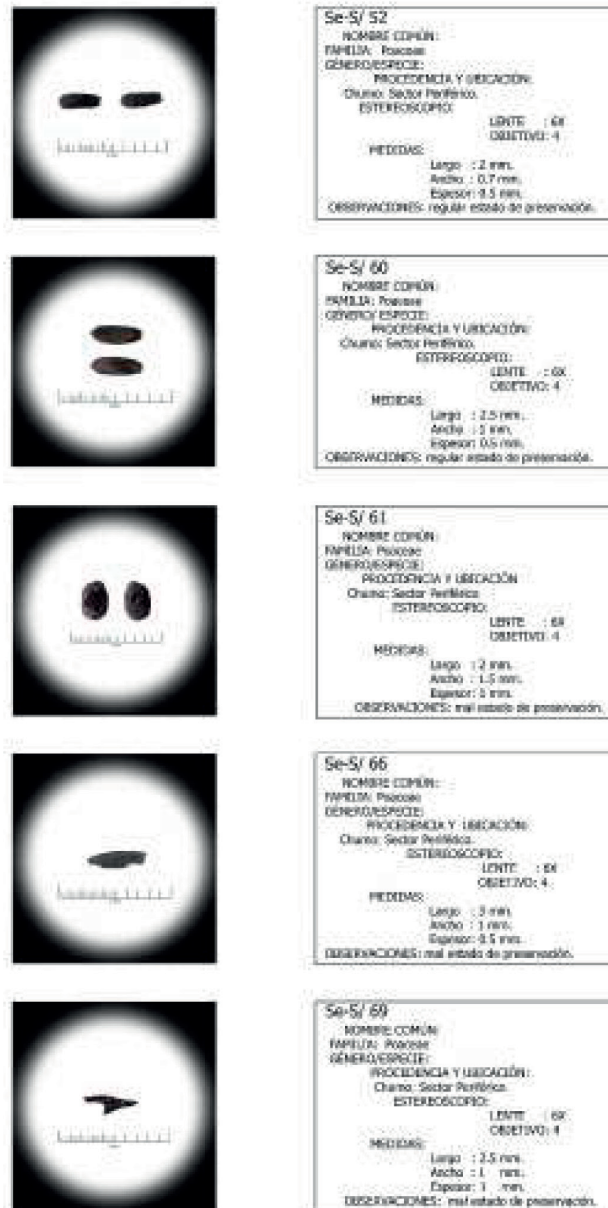 Se-S/ 52
NOMBRE COMÚN:
FAMILIA: Poaceae
GÉNERO/ESPECIE:
PROCEDENCIA Y UBICACIÓN:
Churno: Sector Periférico.
ESTEREOSCOPIO:
LENTE : 6X
OBJETIVO: 4
MEDIDAS:
Largo : 2 mm.
Ancho : 0.7 mm.
Espesor: 0.5 mm.
OBSERVACIONES: regular estado de preservación.
Se-S/ 60
NOMBRE COMÚN:
FAMILIA: Poaceae
GÉNERO/ ESPECIE:
PROCEDENCIA Y UBICACIÓN:
Churno: Sector Periférico.
ESTEREOSCOPIO:
LENTE : 6X
OBJETIVO: 4
MEDIDAS:
Largo : 2.5 mm.
Ancho : 1 mm.
Espesor: 0.5 mm.
OBSERVACIONES: regular estado de preservación.
Se-S/ 61
NOMBRE COMÚN:
FAMILIA: Poaceae
GÉNERO/ESPECIE:
PROCEDENCIA Y UBICACIÓN
Churno: Sector Periférico
ESTEREOSCOPIO:
LENTE : 6X
OBJETIVO: 4
MEDIDAS:
Largo : 2 mm.
Ancho : 1.5 mm.
Espesor: 1 mm.
OBSERVACIONES: mal estado de preservación.
Se-S/ 66
NOMBRE COMÚN:
FAMILIA: Poaceae
GÉNERO/ESPECIE:
PROCEDENCIA Y UBICACIÓN:
Churno: Sector Periférico.
ESTEREOSCOPIO:
LENTE : 6X
OBJETIVO: 4
MEDIDAS:
Largo : 3 mm.
Ancho : 1 mm.
Espesor: 0.5 mm.
OBSERVACIONES: mal estado de preservación.
Se-S/ 69
NOMBRE COMÚN:
FAMILIA: Poaceae
GÉNERO/ESPECIE:
PROCEDENCIA Y UBICACIÓN:
Churno: Sector Periférico.
ESTEREOSCOPIO:
LENTE : 6X
OBJETIVO: 4
MEDIDAS:
Largo : 2.5 mm.
Ancho : 1 mm.
Espesor: 1 mm.
OBSERVACIONES: mal estado de preservación.